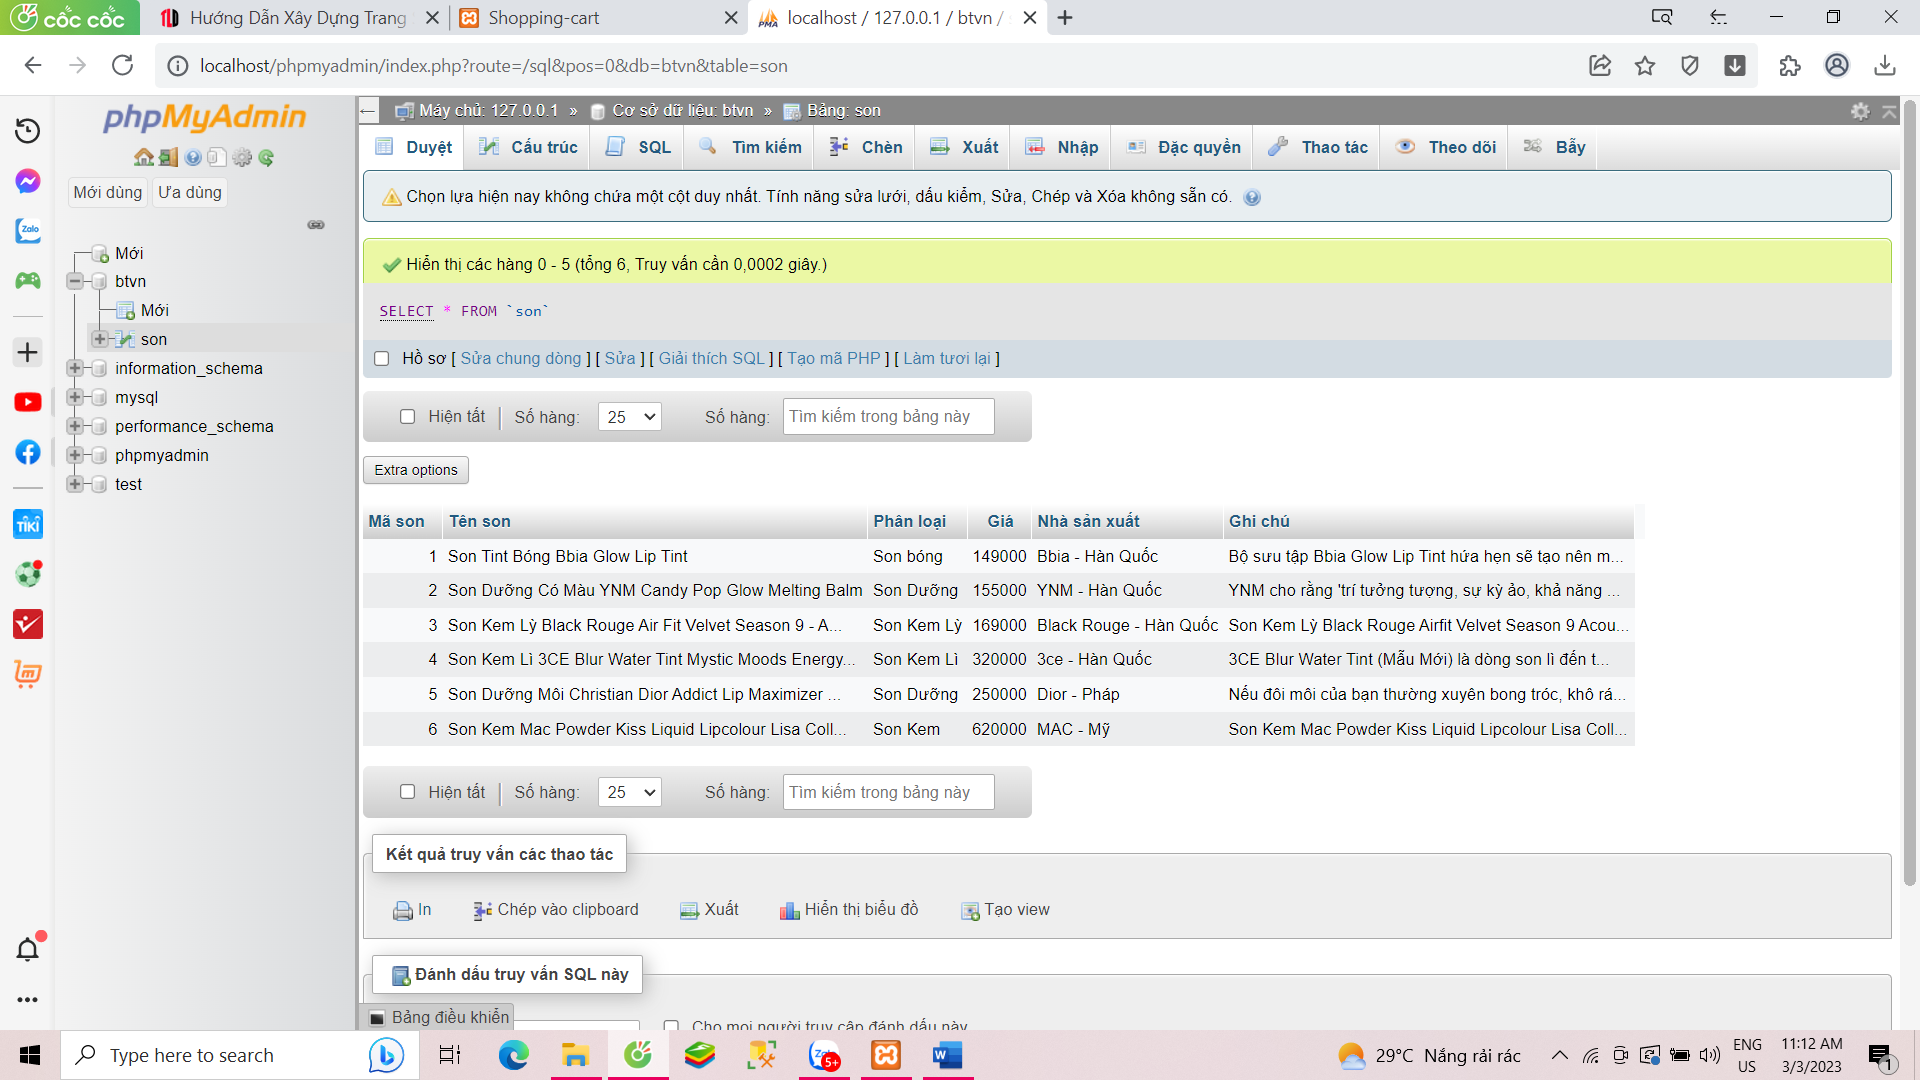 cốc cốc
Hướng Dẫn Xây Dựng Trang
Shopping-cart
localhost / 127.0.0.1 / btvn /
localhost/phpmyadmin/index.php?route=/sql&pos=0&db=btvn&table=son
phpMyAdmin
Mới dùng
Ưa dùng
Mới
btvn
Mới
son
information_schema
mysql
performance_schema
phpmyadmin
test
Zalo
TIKI
Máy chủ: 127.0.0.1 » Cơ sở dữ liệu: btvn » Bảng: son
Duyệt
Cấu trúc
SQL
Tìm kiếm
Chèn
Xuất
Nhập
Đặc quyền
Thao tác
Theo dõi
Bẫy
Chọn lựa hiện nay không chứa một cột duy nhất. Tính năng sửa lưới, dấu kiểm, Sửa, Chép và Xóa không sẵn có.
Hiển thị các hàng 0 - 5 (tổng 6, Truy vấn cần 0,0002 giây.)
SELECT * FROM `son`
Hồ sơ [ Sửa chung dòng ] [ Sửa ] [ Giải thích SQL ] [ Tạo mã PHP ] [ Làm tươi lại ]
Hiện tất | Số hàng: 25 Số hàng: Tìm kiếm trong bảng này
Extra options
Mã son Tên son Phân loại Giá Nhà sản xuất Ghi chú
1 Son Tint Bóng Bbia Glow Lip Tint Son bóng 149000 Bbia - Hàn Quốc Bộ sưu tập Bbia Glow Lip Tint hứa hẹn sẽ tạo nên m...
2 Son Dưỡng Có Màu YNM Candy Pop Glow Melting Balm Son Dưỡng 155000 YNM - Hàn Quốc YNM cho rằng 'trí tưởng tượng, sự kỳ ảo, khả năng ...
3 Son Kem Lỳ Black Rouge Air Fit Velvet Season 9 - A... Son Kem Lỳ 169000 Black Rouge - Hàn Quốc Son Kem Lỳ Black Rouge Airfit Velvet Season 9 Acou...
4 Son Kem Lì 3CE Blur Water Tint Mystic Moods Energy... Son Kem Lì 320000 3ce - Hàn Quốc 3CE Blur Water Tint (Mẫu Mới) là dòng son lì đến t...
5 Son Dưỡng Môi Christian Dior Addict Lip Maximizer ... Son Dưỡng 250000 Dior - Pháp Nếu đôi môi của bạn thường xuyên bong tróc, khô rá...
6 Son Kem Mac Powder Kiss Liquid Lipcolour Lisa Coll... Son Kem 620000 MAC - Mỹ Son Kem Mac Powder Kiss Liquid Lipcolour Lisa Coll...
Hiện tất | Số hàng: 25 Số hàng: Tìm kiếm trong bảng này
Kết quả truy vấn các thao tác
In
Chép vào clipboard
Xuất
Hiển thị biểu đồ
Tạo view
Đánh dấu truy vấn SQL này
Bảng điều khiển
Cho mọi người truy cập đánh dấu này
Type here to search
5+
29°C Nắng rải rác
ENG
US
11:12 AM
3/3/2023
1